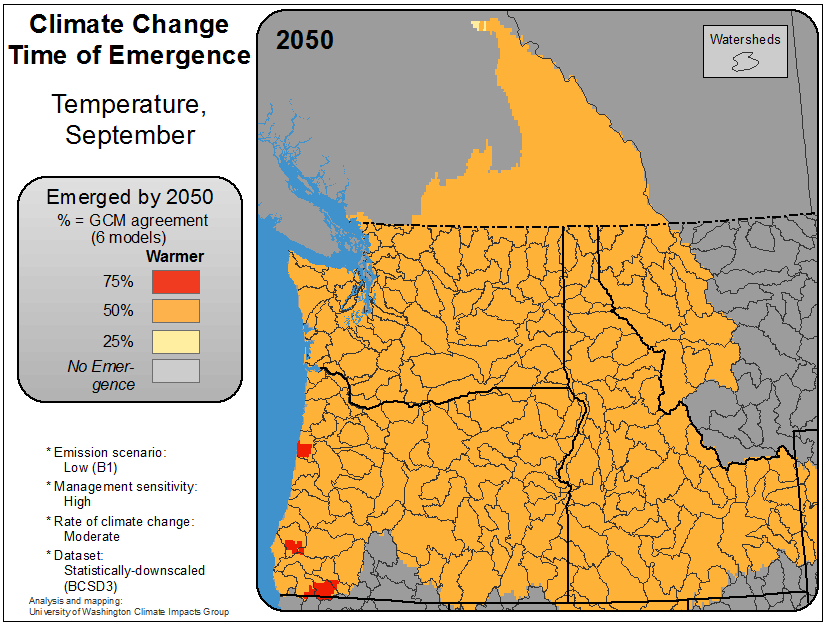 Climate Change
Time of Emergence
Temperature,
September
Emerged by 2050
% = GCM agreement
(6 models)
Warmer
75%
50%
25%
No Emer-
gence
* Emission scenario:
Low (B1)
* Management sensitivity:
High
* Rate of climate change:
Moderate
* Dataset:
Statistically-downscaled
(BCSD3)
Analysis and mapping:
University of Washington Climate Impacts Group
2050
Watersheds